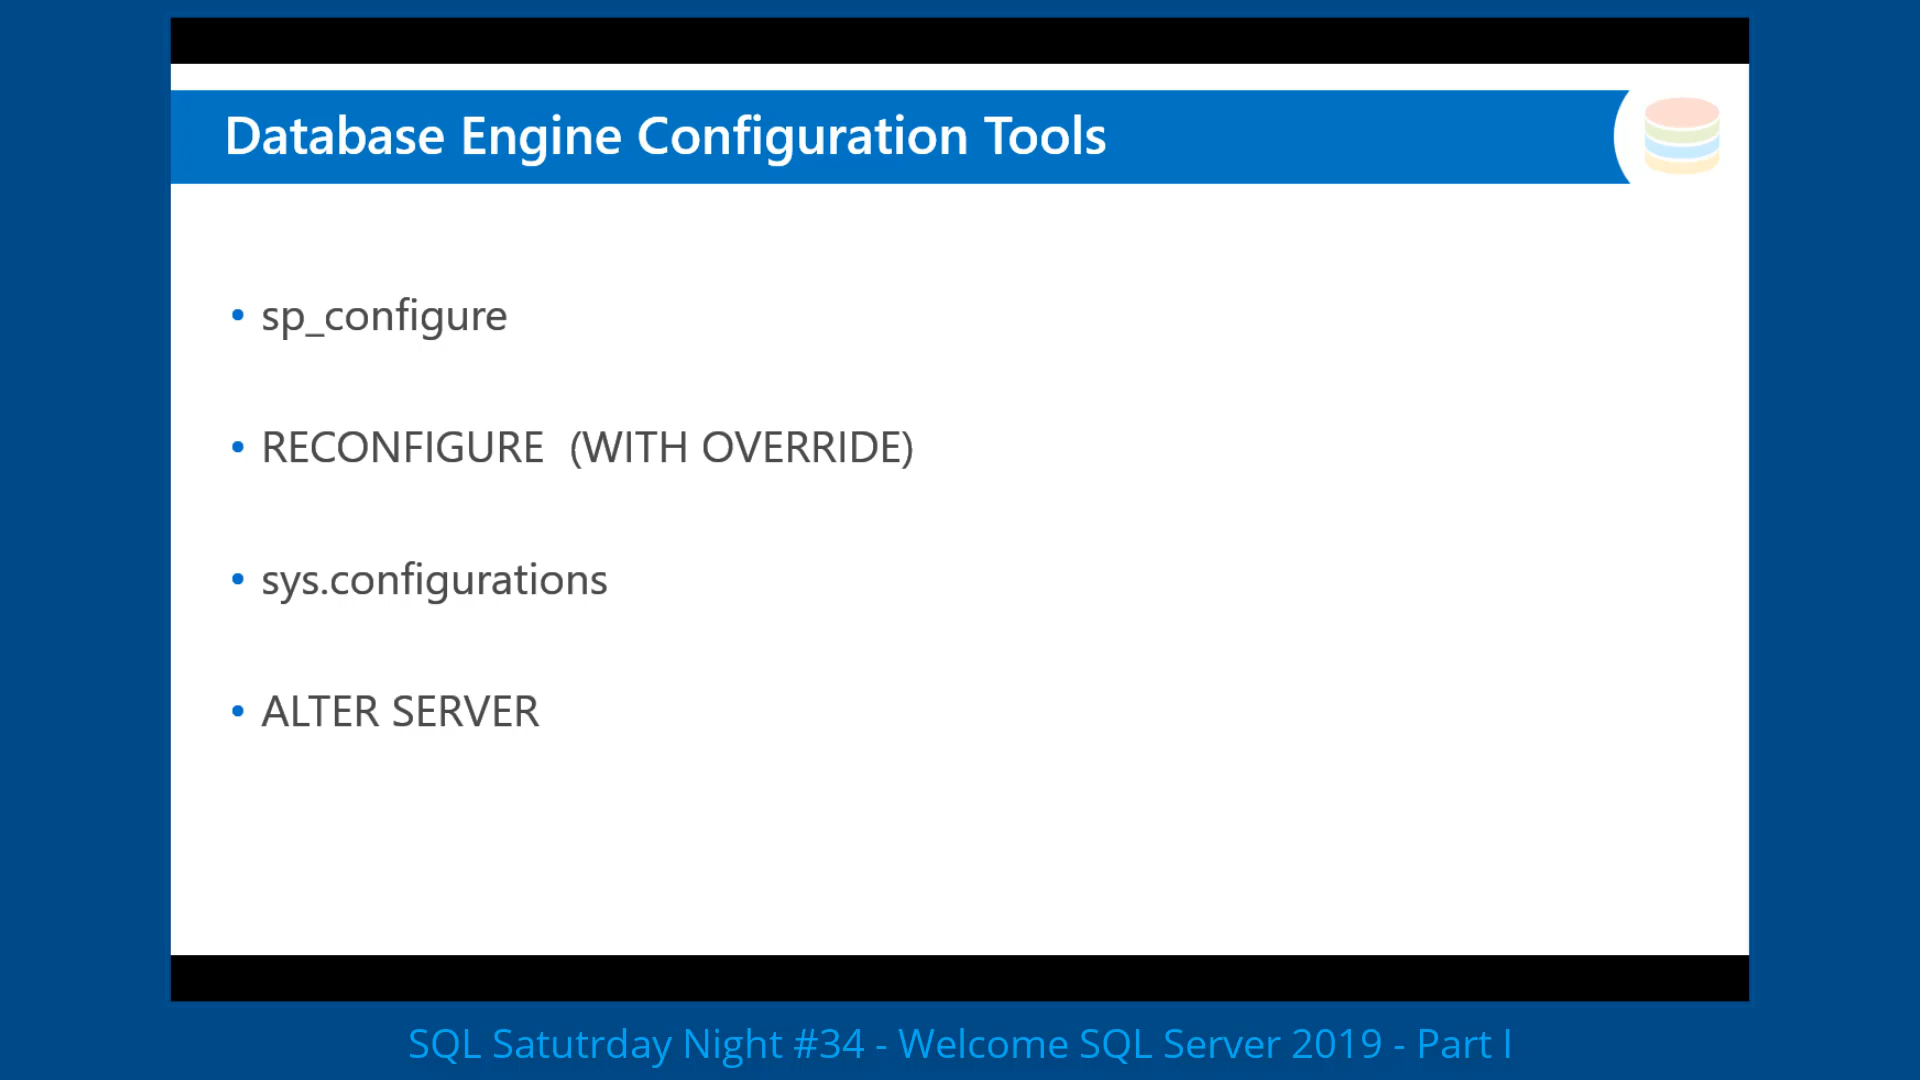 Database Engine Configuration Tools
• sp_configure
• RECONFIGURE  (WITH OVERRIDE)
• sys.configurations
• ALTER SERVER
SQL Satutrday Night #34 - Welcome SQL Server 2019 - Part I